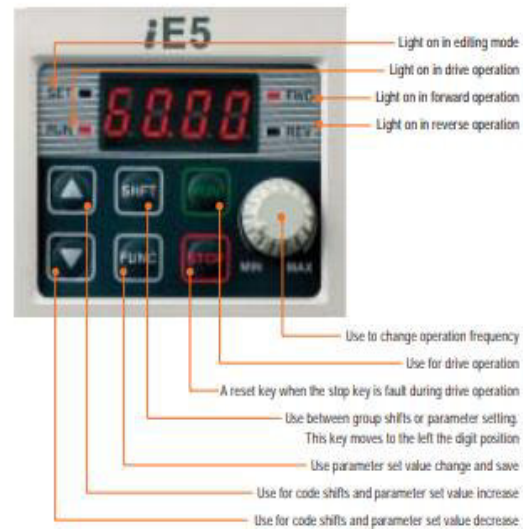 iE5
Light on in editing mode
Light on in drive operation
SET
60.00
FWD
Light on in forward operation
RUN
REV
Light on in reverse operation
SHFT
RUN
FUNC
STOP
MIN
MAX
Use to change operation frequency
Use for drive operation
A reset key when the stop key is fault during drive operation
Use between group shifts or parameter setting.
This key moves to the left the digit position
Use parameter set value change and save
Use for code shifts and parameter set value increase
Use for code shifts and parameter set value decrease